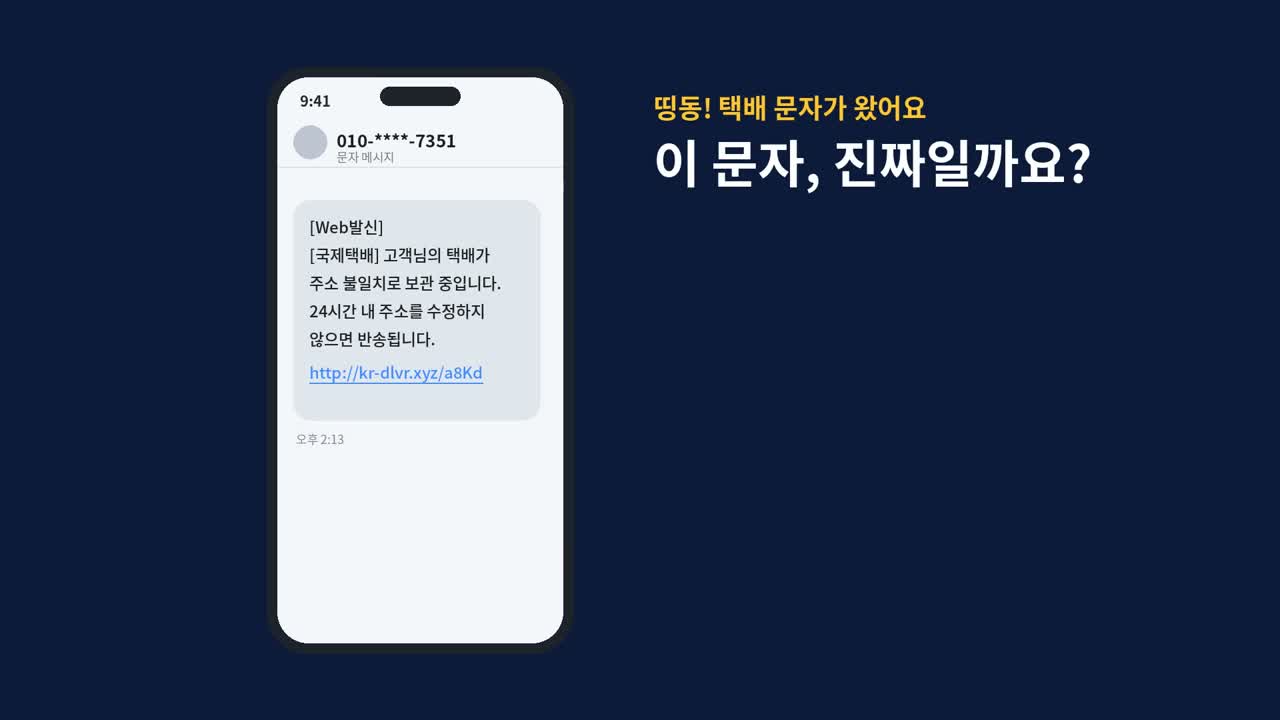 9:41
010-****-7351
문자 메시지
[Web발신]
[국제택배] 고객님의 택배가
주소 불일치로 보관 중입니다.
24시간 내 주소를 수정하지
않으면 반송됩니다.
http://kr-dlvr.xyz/a8Kd
오후 2:13
띵동! 택배 문자가 왔어요
이 문자, 진짜일까요?